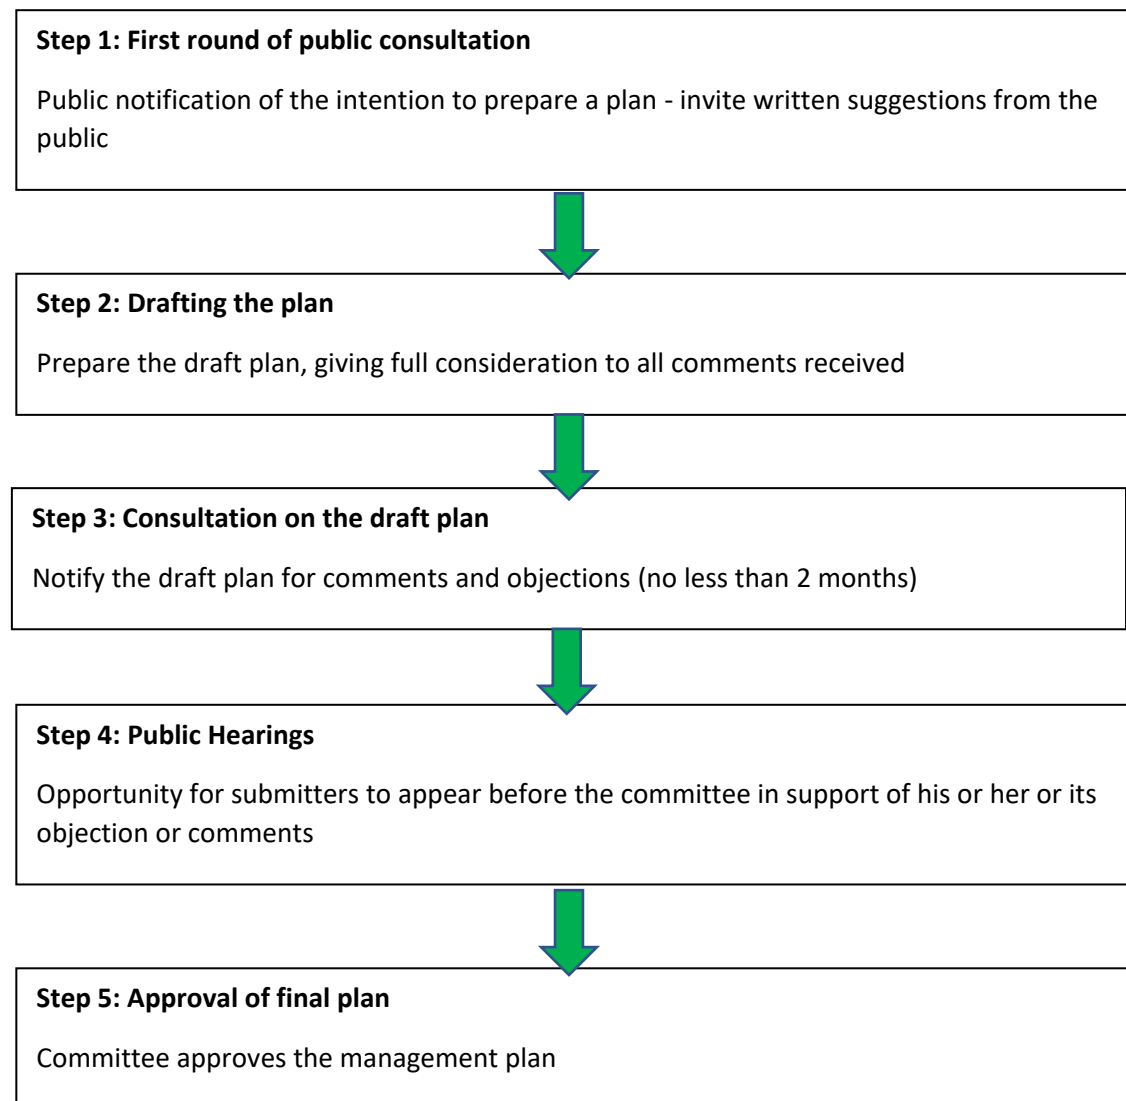 Step 1: First round of public consultation
Public notification of the intention to prepare a plan - invite written suggestions from the
public
Step 2: Drafting the plan
Prepare the draft plan, giving full consideration to all comments received
Step 3: Consultation on the draft plan
Notify the draft plan for comments and objections (no less than 2 months)
Step 4: Public Hearings
Opportunity for submitters to appear before the committee in support of his or her or its
objection or comments
Step 5: Approval of final plan
Committee approves the management plan